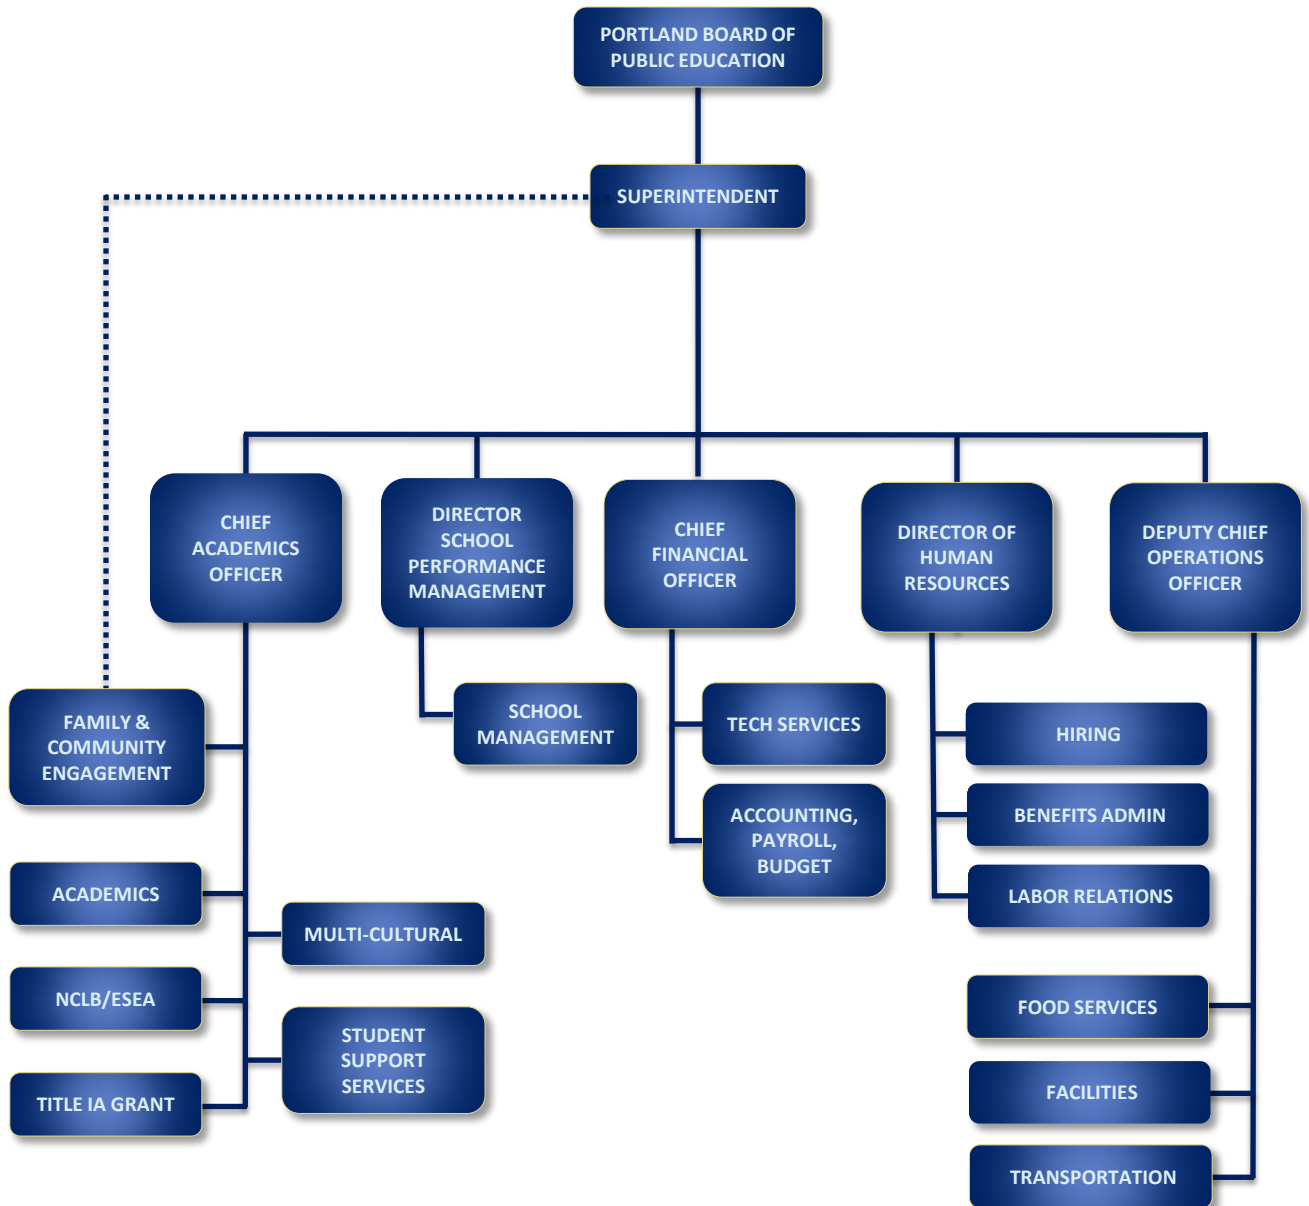 PORTLAND BOARD OF
PUBLIC EDUCATION
SUPERINTENDENT
CHIEF
ACADEMICS
OFFICER
DIRECTOR
SCHOOL
PERFORMANCE
MANAGEMENT
CHIEF
FINANCIAL
OFFICER
DIRECTOR OF
HUMAN
RESOURCES
DEPUTY CHIEF
OPERATIONS
OFFICER
FAMILY &
COMMUNITY
ENGAGEMENT
SCHOOL
MANAGEMENT
TECH SERVICES
HIRING
ACCOUNTING,
PAYROLL,
BUDGET
BENEFITS ADMIN
ACADEMICS
LABOR RELATIONS
MULTI-CULTURAL
NCLB/ESEA
FOOD SERVICES
STUDENT
SUPPORT
SERVICES
FACILITIES
TITLE IA GRANT
TRANSPORTATION